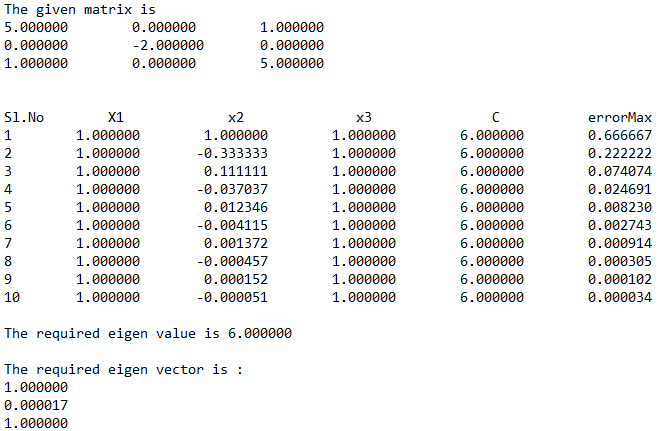 The given matrix is
5.000000 0.000000 1.000000
0.000000 -2.000000 0.000000
1.000000 0.000000 5.000000
Sl.No X1 x2 x3 C errorMax
1 1.000000 1.000000 1.000000 6.000000 0.666667
2 1.000000 -0.333333 1.000000 6.000000 0.222222
3 1.000000 0.111111 1.000000 6.000000 0.074074
4 1.000000 -0.037037 1.000000 6.000000 0.024691
5 1.000000 0.012346 1.000000 6.000000 0.008230
6 1.000000 -0.004115 1.000000 6.000000 0.002743
7 1.000000 0.001372 1.000000 6.000000 0.000914
8 1.000000 -0.000457 1.000000 6.000000 0.000305
9 1.000000 0.000152 1.000000 6.000000 0.000102
10 1.000000 -0.000051 1.000000 6.000000 0.000034
The required eigen value is 6.000000
The required eigen vector is :
1.000000
0.000017
1.000000